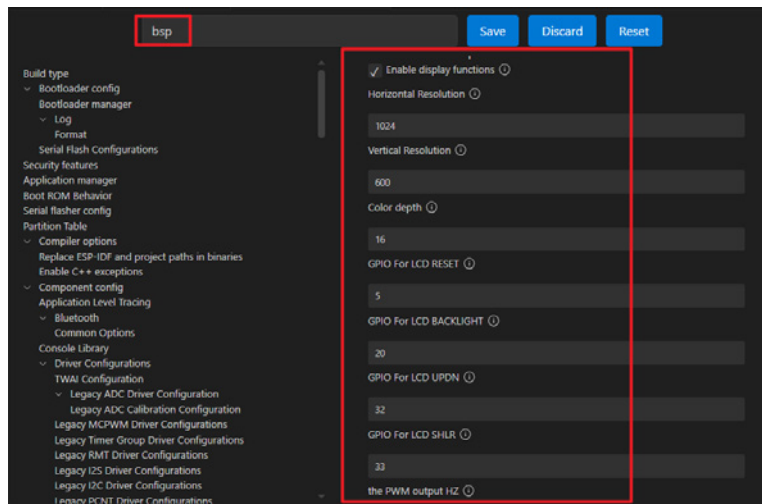 bsp
Save
Discard
Reset
Build type
Bootloader config
Bootloader manager
Log
Format
Serial Flash Configurations
Security features
Application manager
Boot ROM Behavior
Serial flasher config
Partition Table
Compiler options
Replace ESP-IDF and project paths in binaries
Enable C++ exceptions
Component config
Application Level Tracing
Bluetooth
Common Options
Console Library
Driver Configurations
TWAI Configuration
Legacy ADC Driver Configuration
Legacy ADC Calibration Configuration
Legacy MCPWM Driver Configurations
Legacy Timer Group Driver Configurations
Legacy RMT Driver Configurations
Legacy I2S Driver Configurations
Legacy I2C Driver Configurations
Legacy PCNT Driver Configurations
Enable display functions
Horizontal Resolution
1024
Vertical Resolution
600
Color depth
16
GPIO For LCD RESET
5
GPIO For LCD BACKLIGHT
20
GPIO For LCD UPDN
32
GPIO For LCD SHLR
33
the PWM output HZ